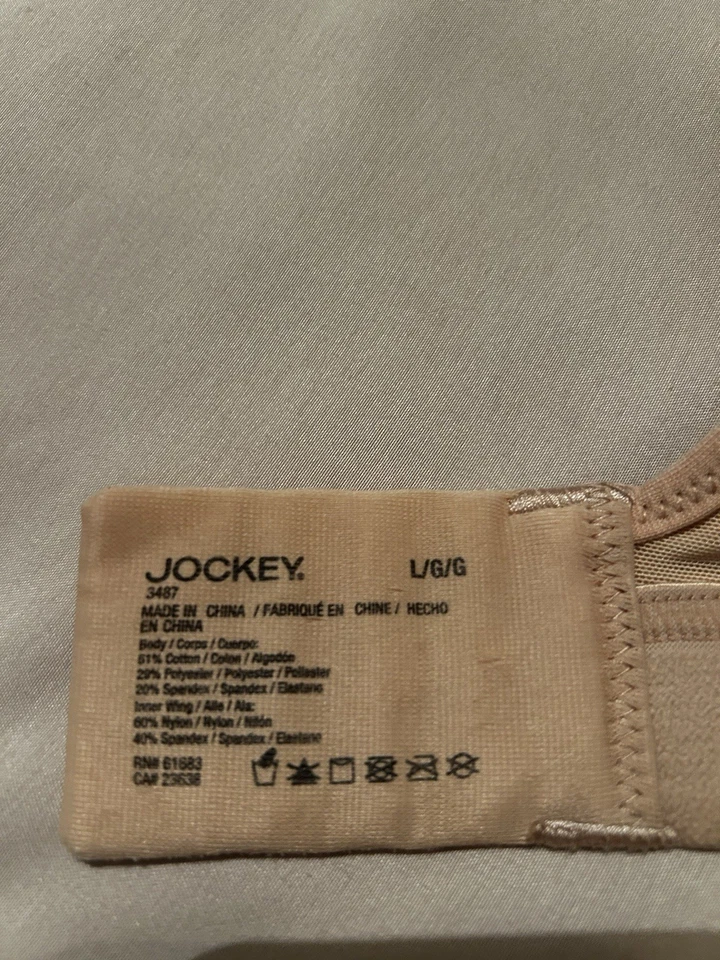 JOCKEY. L/G/G
3487
MADE IN CHINA / FABRIQUÉ EN CHINE / HECHO
EN CHINA
Body / Corps / Cuerpo:
51% Cotton / Coton / Algodón
29% Polyester / Polyester / Poliester
20% Spandex / Spandex / Elastano
Inner Wing / Aile / Ala:
60% Nylon / Nylon / Nilón
40% Spandex / Spandex / Elastano
RN# 61683
CA# 23638